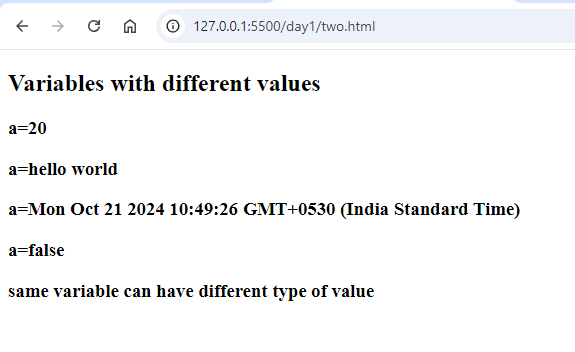 127.0.0.1:5500/day1/two.html
Variables with different values
a=20
a=hello world
a=Mon Oct 21 2024 10:49:26 GMT+0530 (India Standard Time)
a=false
same variable can have different type of value